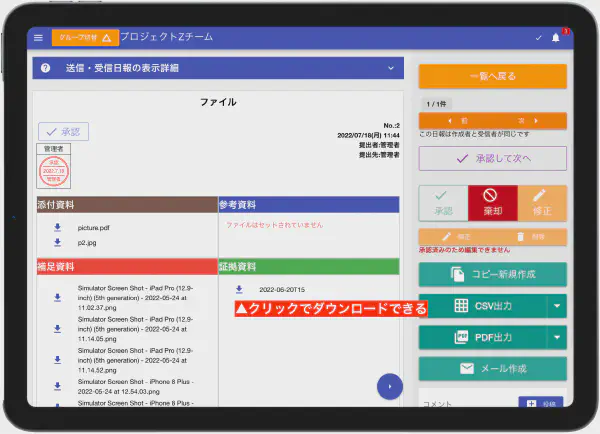 グループ切替
プロジェクトZチーム
3
送信・受信日報の表示詳細
ファイル
承認
No.:2
2022/07/18(月) 11:44
提出者:管理者
提出先:管理者
管理者
承認
2022.7.18
管理者
添付資料
picture.pdf
p2.jpg
参考資料
ファイルはセットされていません
補足資料
Simulator Screen Shot - iPad Pro (12.9-
inch) (5th generation) - 2022-05-24 at
11.02.37.png
Simulator Screen Shot - iPad Pro (12.9-
inch) (5th generation) - 2022-05-24 at
11.14.05.png
Simulator Screen Shot - iPad Pro (12.9-
inch) (5th generation) - 2022-05-24 at
11.14.52.png
Simulator Screen Shot - iPhone 8 Plus -
2022-05-24 at 12.54.03.png
Simulator Screen Shot - iPhone 8 Plus -
証拠資料
2022-06-20T15
▲クリックでダウンロードできる
一覧へ戻る
1 / 1件
前
次
この日報は作成者と受信者が同じです
承認して次へ
承認
棄却
修正
修正
削除
承認済みのため編集できません
コピー新規作成
CSV出力
PDF
PDF出力
メール作成
コメント
投稿